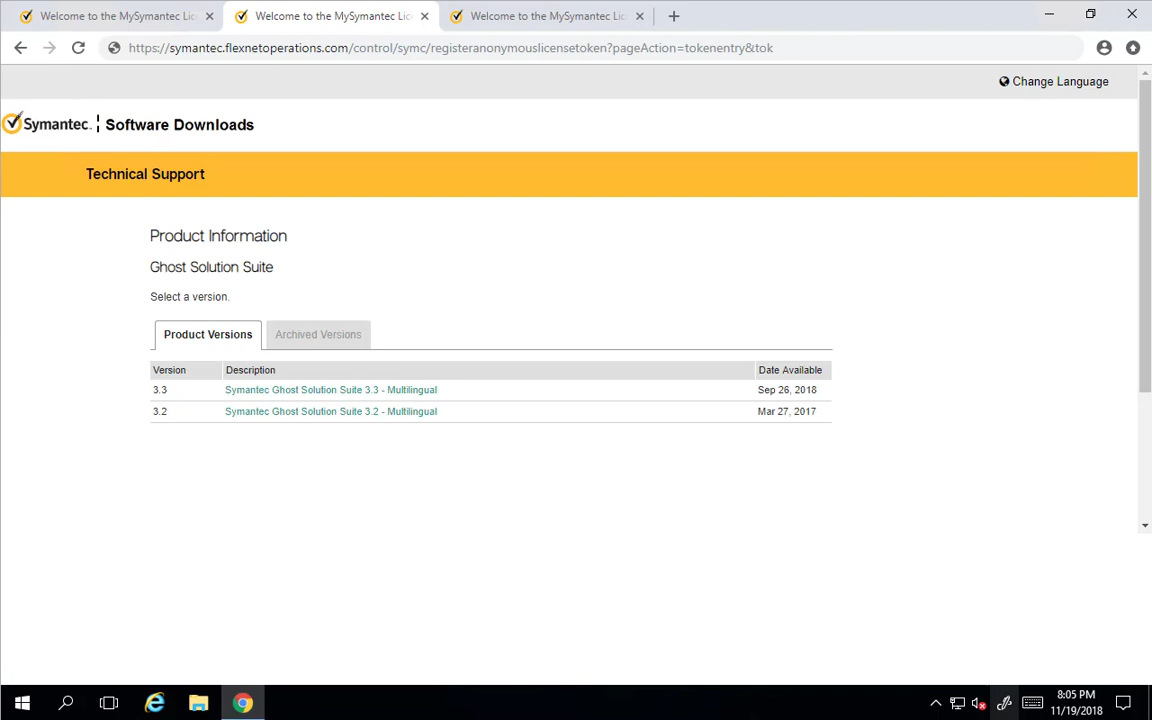 Welcome to the MySymantec Lic
Welcome to the MySymantec Lic
Welcome to the MySymantec Lic
https://symantec.flexnetoperations.com/control/symc/registeranonymouslicensetoken?pageAction=tokenentry&tok
Change Language
Symantec. Software Downloads
Technical Support
Product Information
Ghost Solution Suite
Select a version.
Product Versions Archived Versions
Version Description Date Available
3.3 Symantec Ghost Solution Suite 3.3 - Multilingual Sep 26, 2018
3.2 Symantec Ghost Solution Suite 3.2 - Multilingual Mar 27, 2017
8:05 PM
11/19/2018